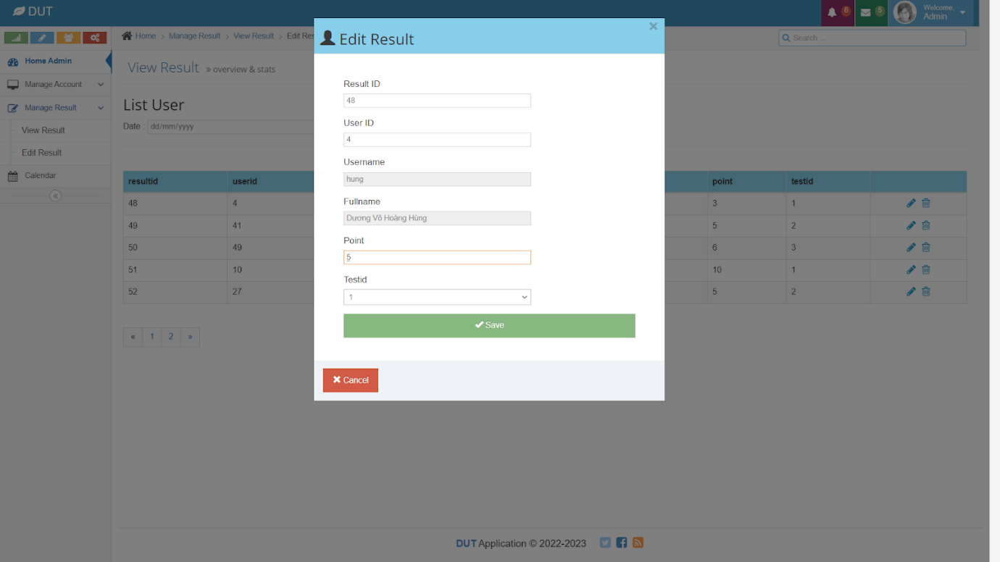 DUT
8
5
Welcome,
Admin
Home > Manage Result > View Result > Edit Res
Search ...
Home Admin
Manage Account
Manage Result
View Result
Edit Result
Calendar
View Result » overview & stats
List User
Date : dd/mm/yyyy
resultid userid point testid
48 4 3 1
49 41 5 2
50 49 6 3
51 10 10 1
52 27 5 2
« 1 2 »
Edit Result
×
Result ID
48
User ID
4
Username
hung
Fullname
Dương Võ Hoàng Hùng
Point
5
Testid
1
Save
Cancel
DUT Application © 2022-2023